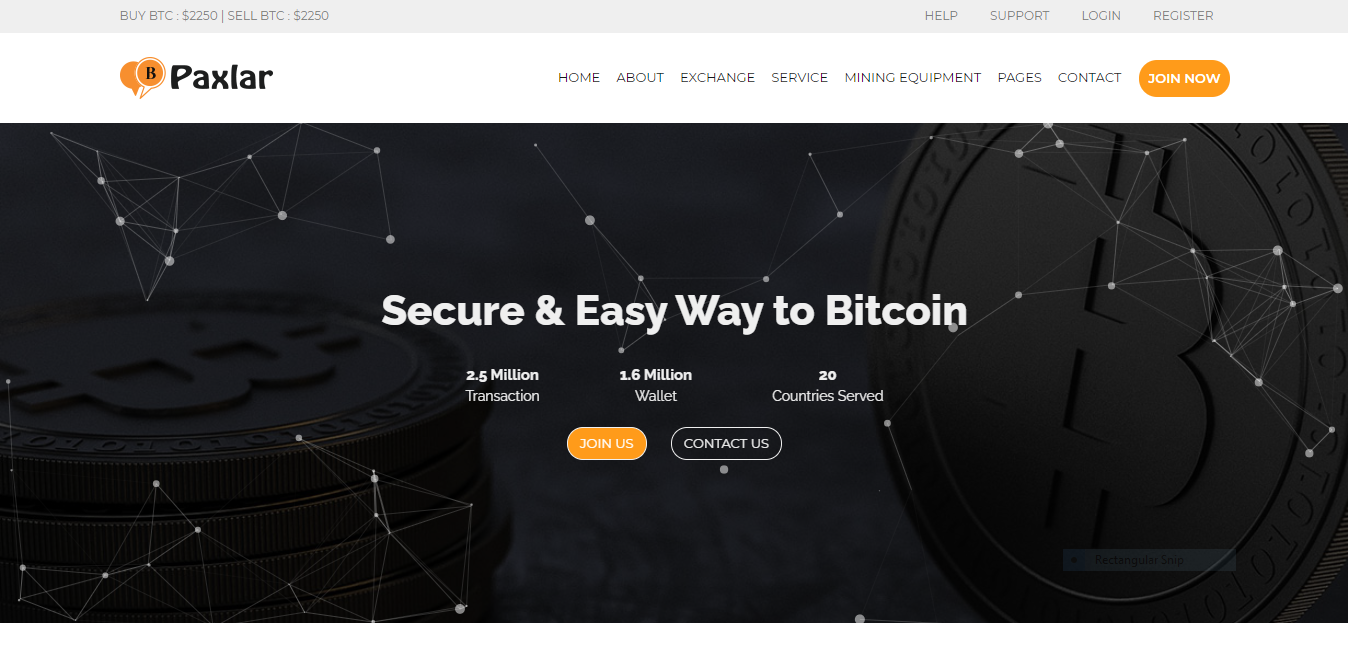 BUY BTC : $2250 | SELL BTC : $2250
HELP SUPPORT LOGIN REGISTER
B Paxlar
HOME ABOUT EXCHANGE SERVICE MINING EQUIPMENT PAGES CONTACT JOIN NOW
Secure & Easy Way to Bitcoin
2.5 Million 1.6 Million 20
Transaction Wallet Countries Served
JOIN US CONTACT US
Rectangular Snip